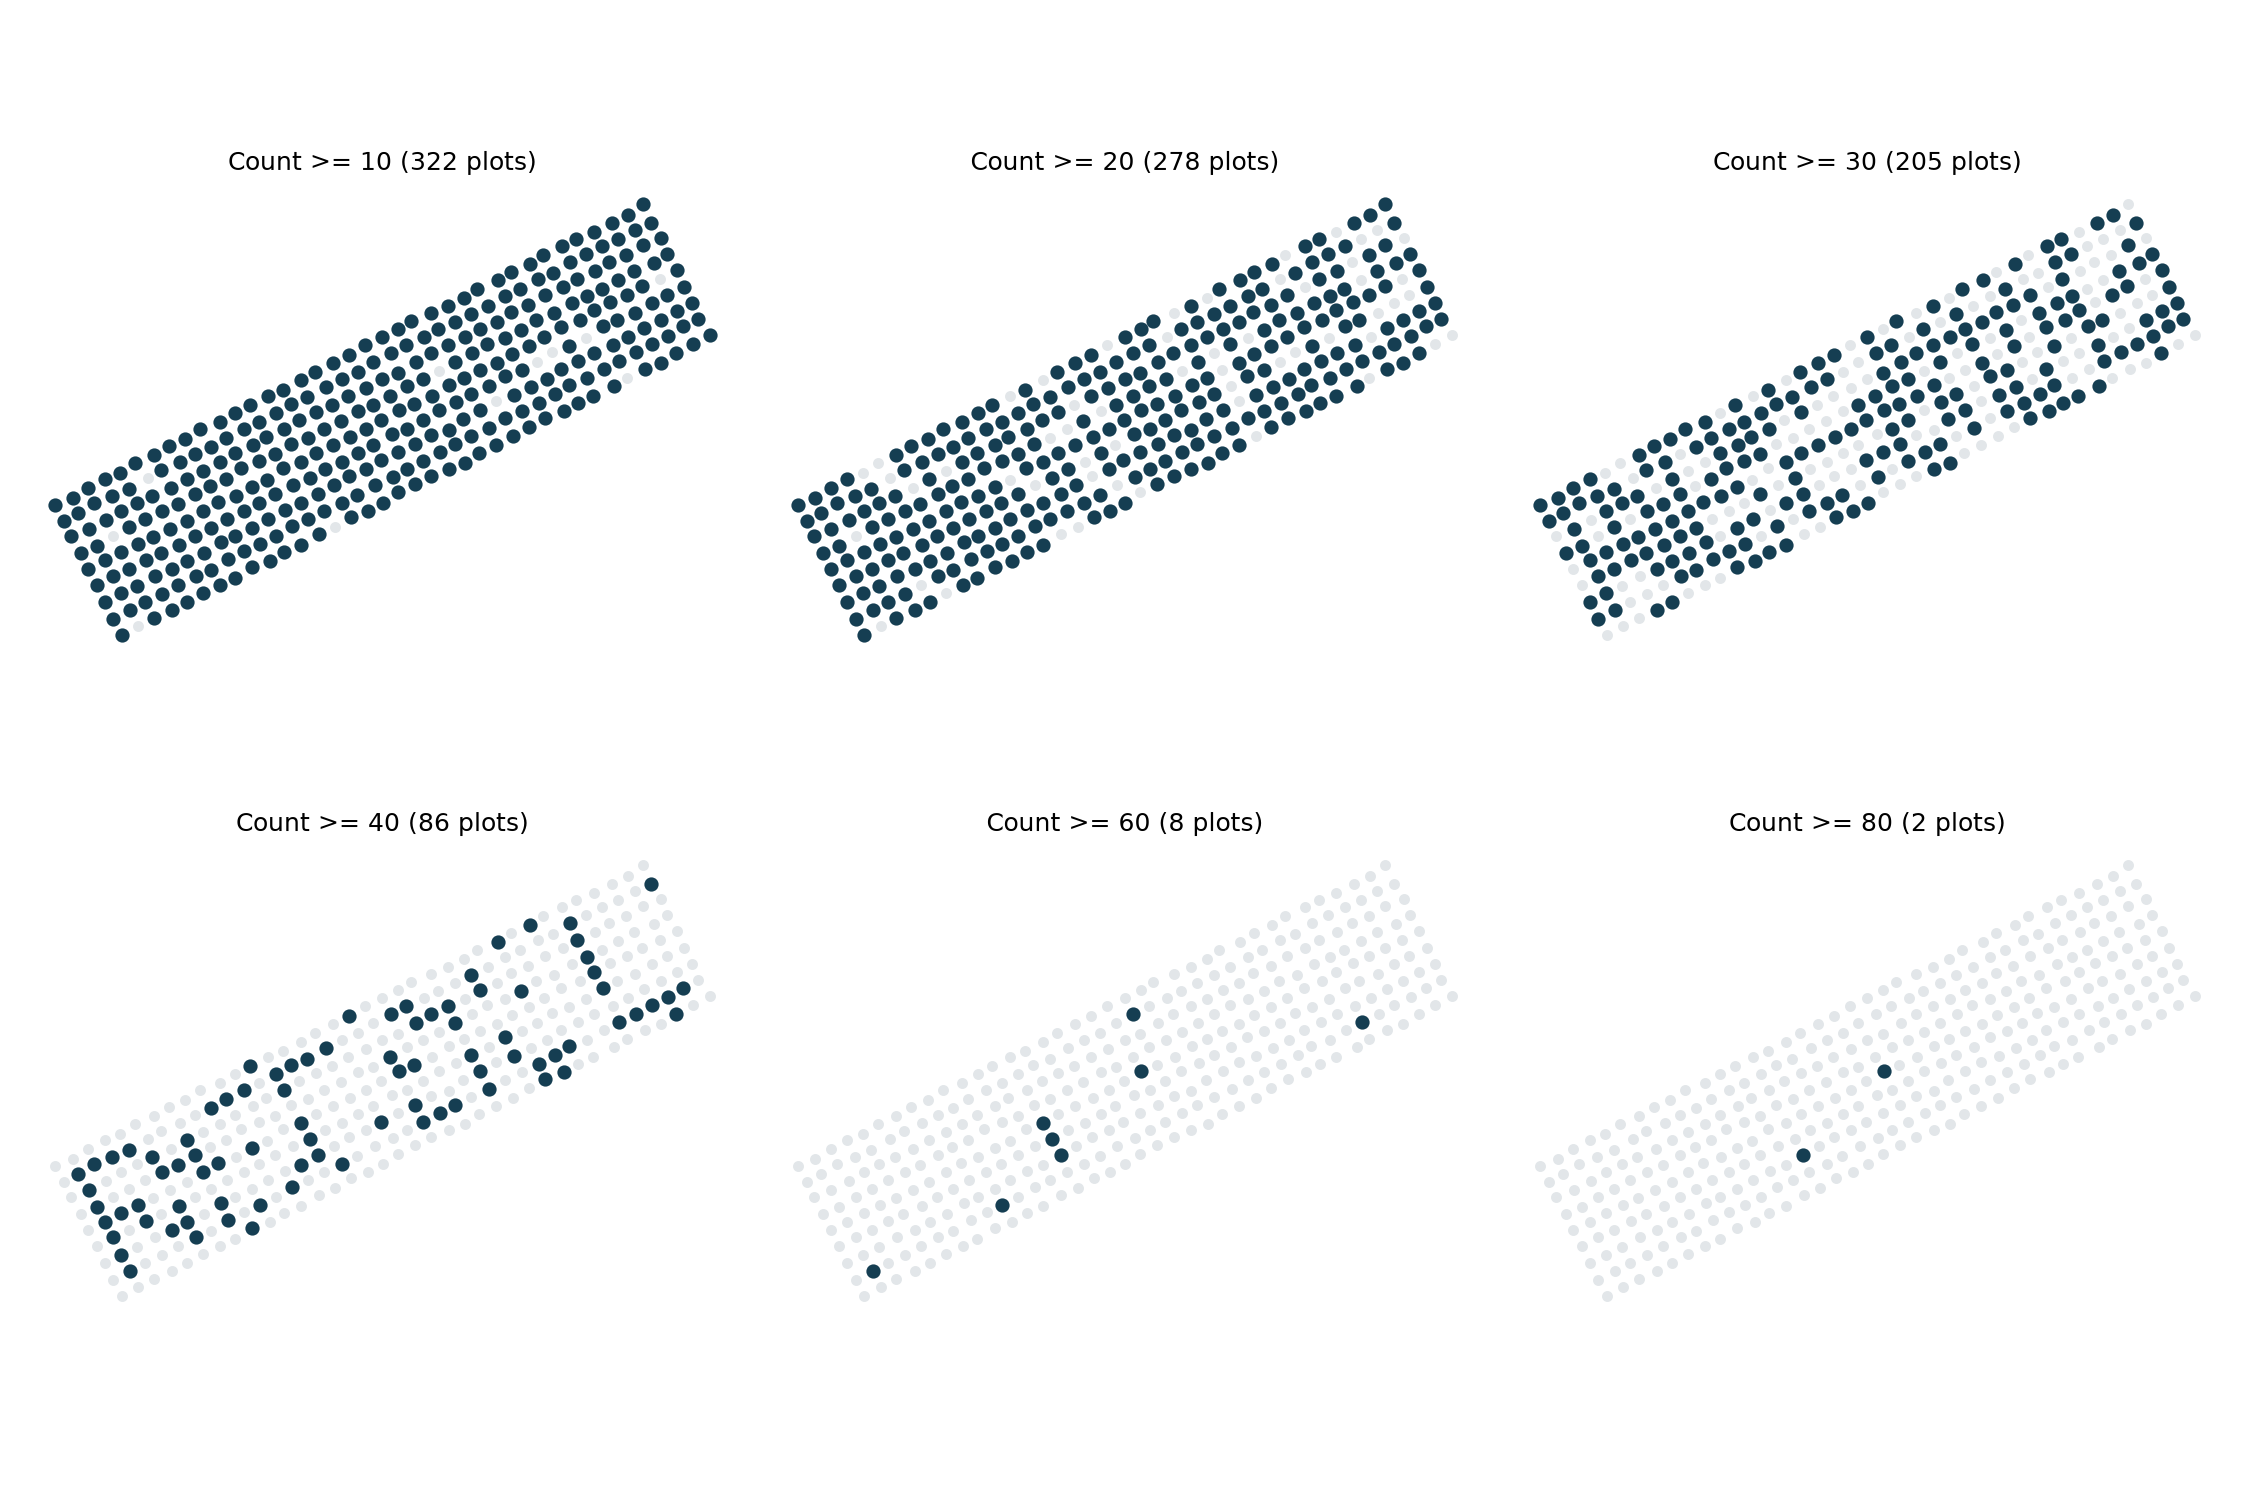 Count >= 10 (322 plots)
Count >= 20 (278 plots)
Count >= 30 (205 plots)
Count >= 40 (86 plots)
Count >= 60 (8 plots)
Count >= 80 (2 plots)